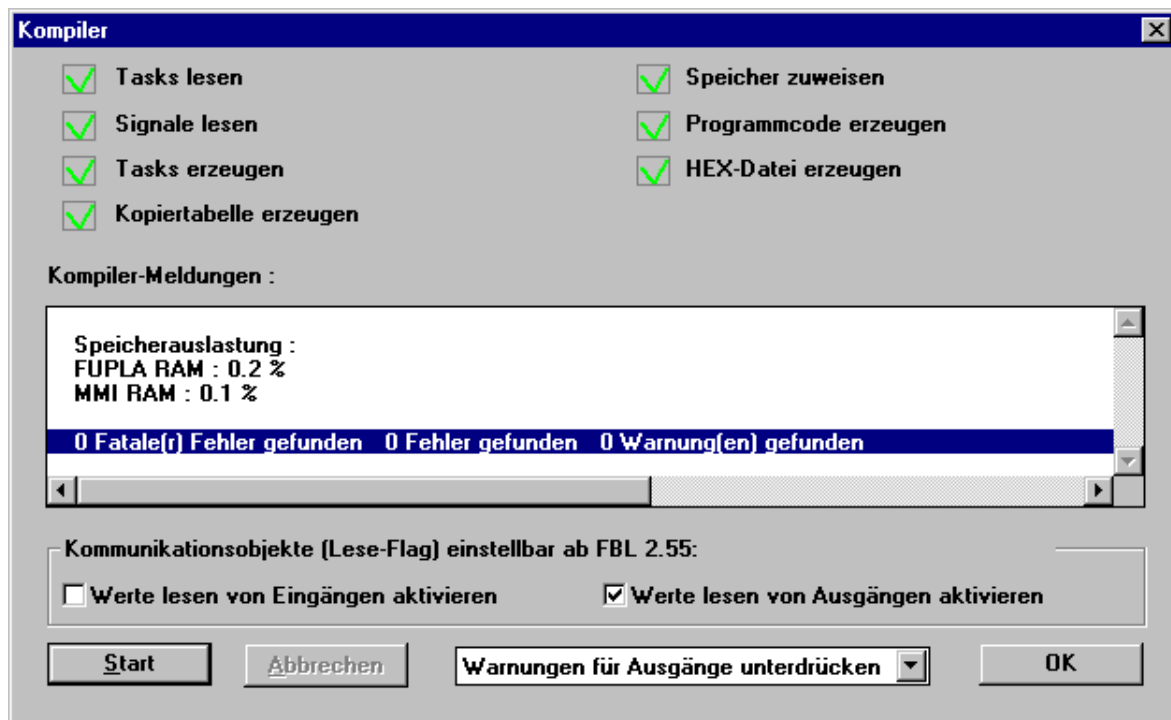 Kompiler
Tasks lesen
Signale lesen
Tasks erzeugen
Kopiertabelle erzeugen
Speicher zuweisen
Programmcode erzeugen
HEX-Datei erzeugen
Kompiler-Meldungen :
Speicherauslastung :
FUPLA RAM : 0.2 %
MMI RAM : 0.1 %
0 Fatale(r) Fehler gefunden 0 Fehler gefunden 0 Warnung(en) gefunden
Kommunikationsobjekte (Lese-Flag) einstellbar ab FBL 2.55:
Werte lesen von Eingängen aktivieren
Werte lesen von Ausgängen aktivieren
Start
Abbrechen
Warnungen für Ausgänge unterdrücken
OK